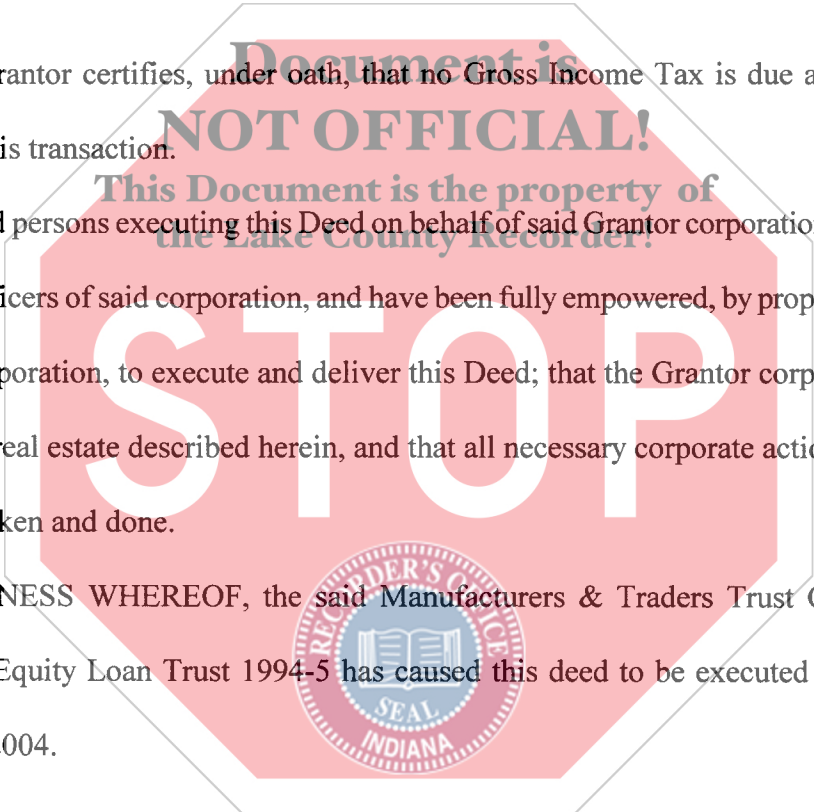 Document is
rantor certifies, under oath, that no Gross Income Tax is due a
NOT OFFICIAL!
is transaction.
This Document is the property of
persons executing this Deed on behalf of said Grantor corporation
the Lake County Recorder!
icers of said corporation, and have been fully empowered, by prop
STOP
poration, to execute and deliver this Deed; that the Grantor corp
real estate described herein, and that all necessary corporate actio
ken and done.
NESS WHEREOF, the said Manufacturers & Traders Trust C
RECORDER'S OFFICE
Equity Loan Trust 1994-5 has caused this deed to be executed
SEAL
INDIANA
004.